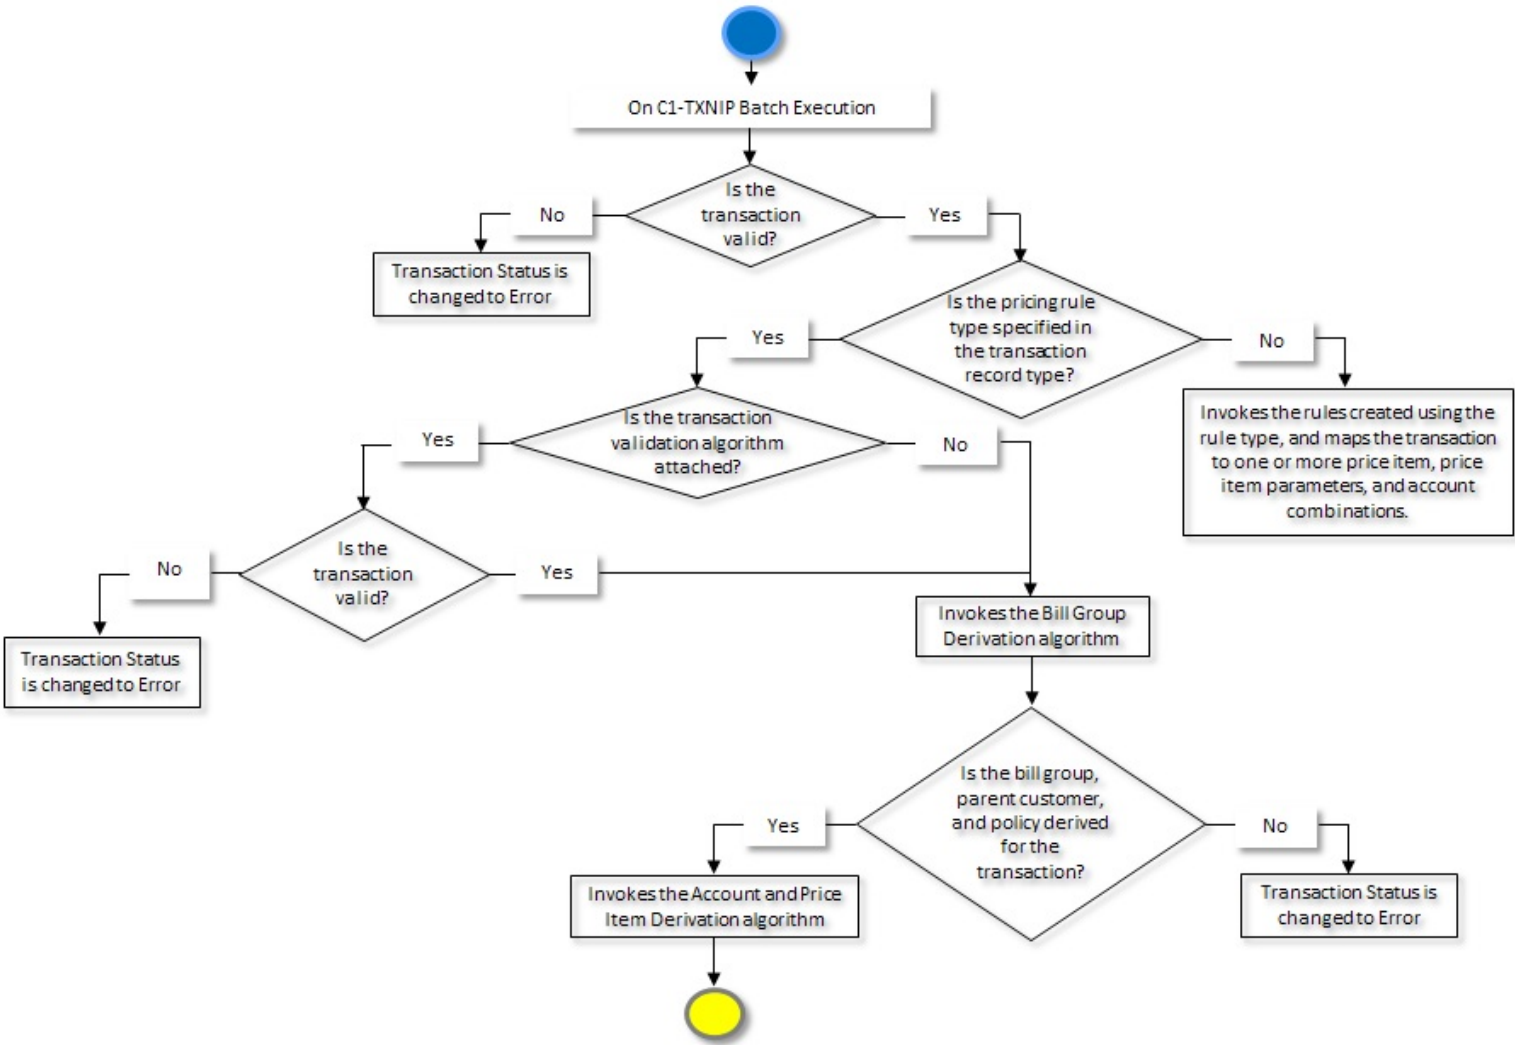 On C1-TXNIP Batch Execution
Is the
transaction
valid?
No
Yes
Transaction Status is
changed to Error
Is the pricing rule
type specified in
the transaction
record type?
Yes
No
Invokes the rules created using the
rule type, and maps the transaction
to one or more price item, price
item parameters, and account
combinations.
Is the transaction
validation algorithm
attached?
Yes
No
Is the
transaction
valid?
No
Yes
Transaction Status
is changed to Error
Invokes the Bill Group
Derivation algorithm
Is the bill group,
parent customer,
and policy derived
for the
transaction?
Yes
No
Invokes the Account and Price
Item Derivation algorithm
Transaction Status is
changed to Error